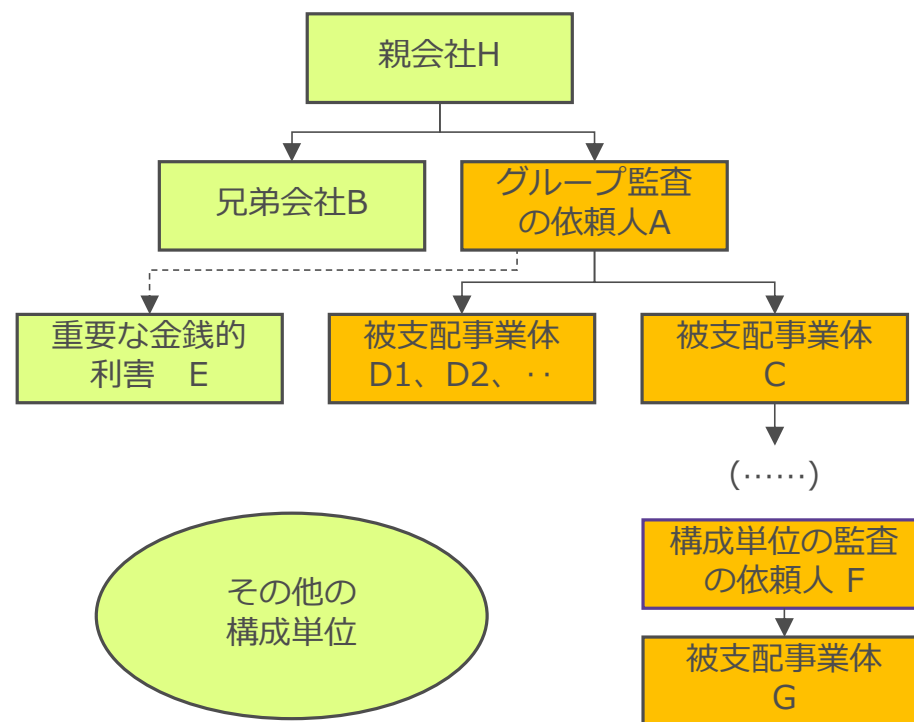 親会社H
兄弟会社B
グループ監査
の依頼人A
重要な金銭的
利害　E
被支配事業体
D1、D2、‥
被支配事業体
C
(……)
構成単位の監査
の依頼人 F
その他の
構成単位
被支配事業体
G